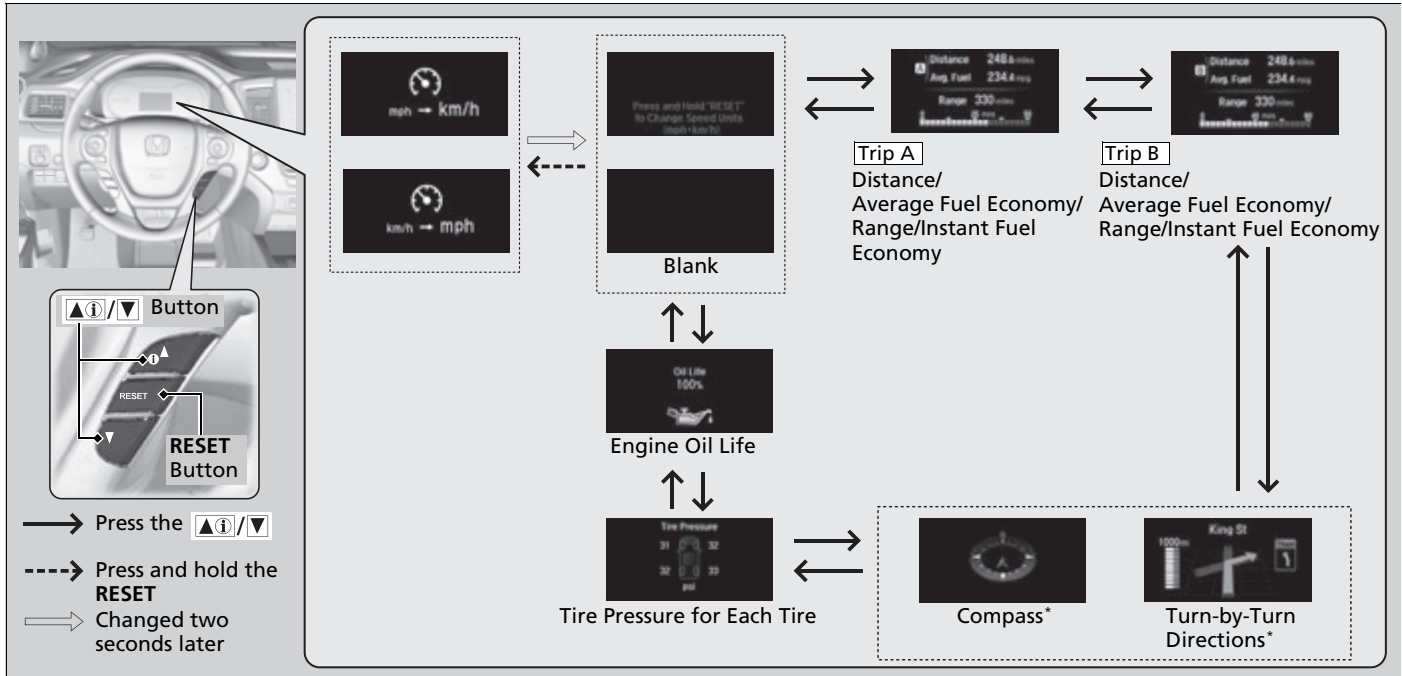 mph → km/h
km/h → mph
Press and Hold "RESET"
to Change Speed Units
(mph↔km/h)
Blank
A Distance 248.6 miles
Avg. Fuel 234.4 mpg
Range 330 miles
Trip A
Distance/
Average Fuel Economy/
Range/Instant Fuel
Economy
B Distance 248.6 miles
Avg. Fuel 234.4 mpg
Range 330 miles
Trip B
Distance/
Average Fuel Economy/
Range/Instant Fuel Economy
▲ⓘ/▼ Button
RESET
RESET
Button
Press the ▲ⓘ/▼
Press and hold the
RESET
Changed two
seconds later
Oil Life
100%
Engine Oil Life
Tire Pressure
31 32
32 33
psi
Tire Pressure for Each Tire
Compass*
King St
Turn-by-Turn
Directions*